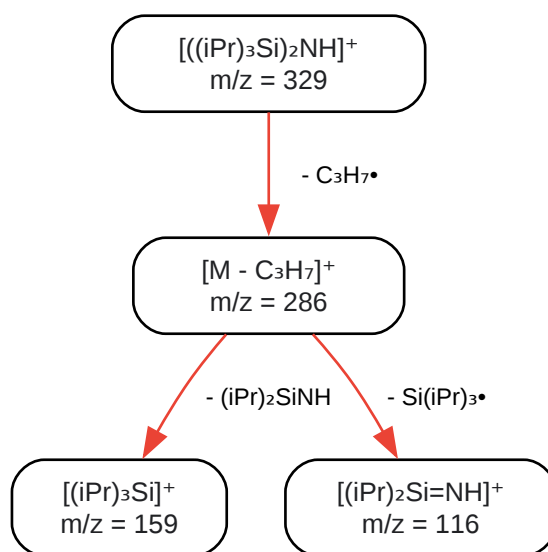 [((iPr)₃Si)₂NH]⁺
m/z = 329
- C₃H₇•
[M - C₃H₇]⁺
m/z = 286
- (iPr)₂SiNH
- Si(iPr)₃•
[(iPr)₃Si]⁺
m/z = 159
[(iPr)₂Si=NH]⁺
m/z = 116